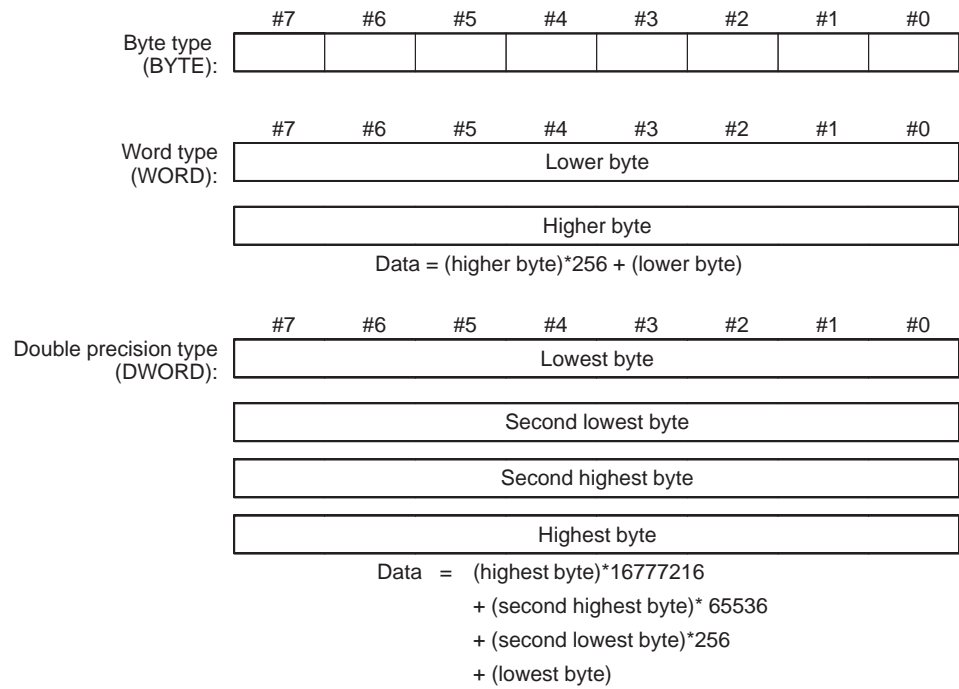 #7 #6 #5 #4 #3 #2 #1 #0
Byte type
(BYTE):
#7 #6 #5 #4 #3 #2 #1 #0
Word type
(WORD):
Lower byte
Higher byte
Data = (higher byte)*256 + (lower byte)
#7 #6 #5 #4 #3 #2 #1 #0
Double precision type
(DWORD):
Lowest byte
Second lowest byte
Second highest byte
Highest byte
Data = (highest byte)*16777216
+ (second highest byte)* 65536
+ (second lowest byte)*256
+ (lowest byte)